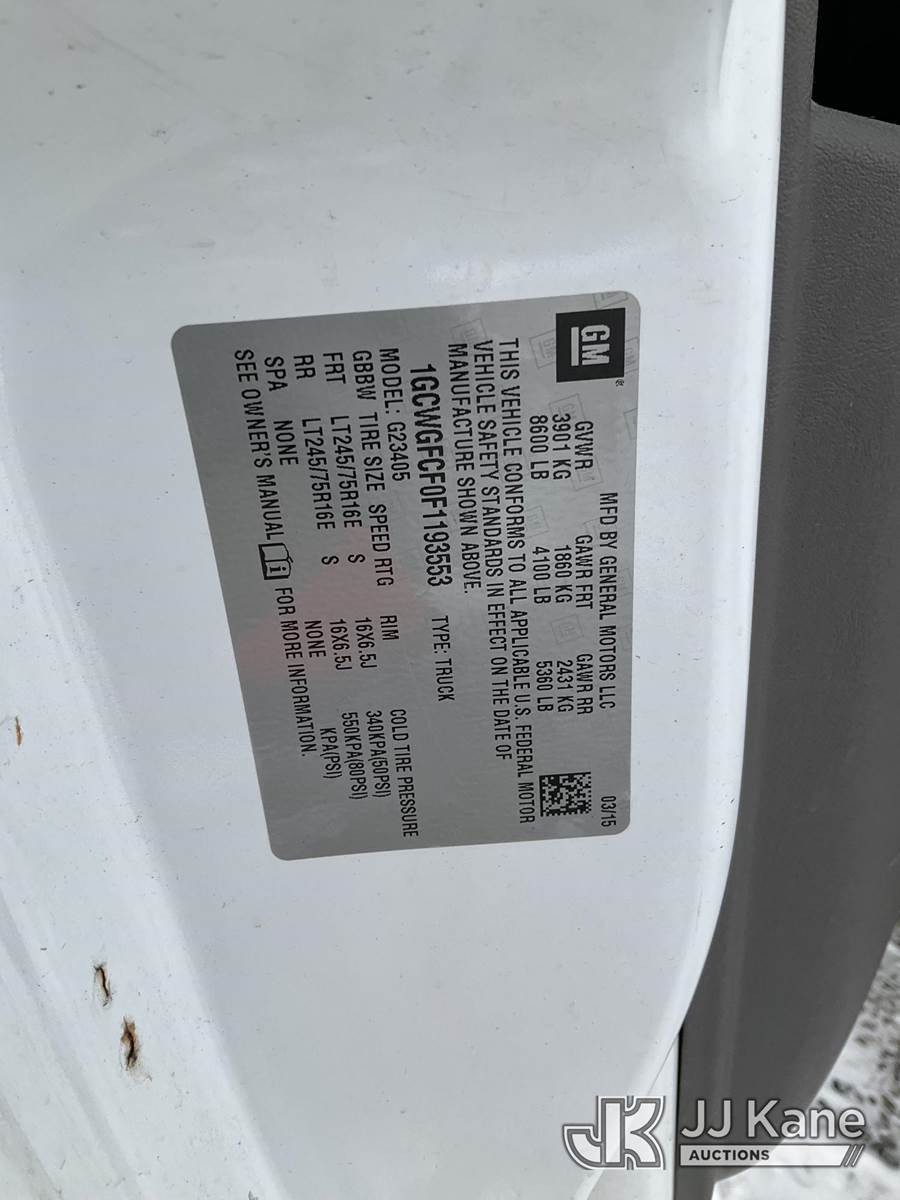 GM
MFD BY GENERAL MOTORS LLC 03/15
GVWR GAWR FRT GAWR RR
3901 KG 1860 KG 2431 KG
8600 LB 4100 LB 5360 LB
THIS VEHICLE CONFORMS TO ALL APPLICABLE U.S. FEDERAL MOTOR
VEHICLE SAFETY STANDARDS IN EFFECT ON THE DATE OF
MANUFACTURE SHOWN ABOVE.
1GCWGFCF0F1193553 TYPE: TRUCK
MODEL: G23405
GBBW TIRE SIZE SPEED RTG RIM COLD TIRE PRESSURE
FRT LT245/75R16E S 16X6.5J 340KPA(50PSI)
RR LT245/75R16E S 16X6.5J 550KPA(80PSI)
SPA NONE NONE KPA(PSI)
SEE OWNER'S MANUAL FOR MORE INFORMATION.
JK JJ Kane
AUCTIONS